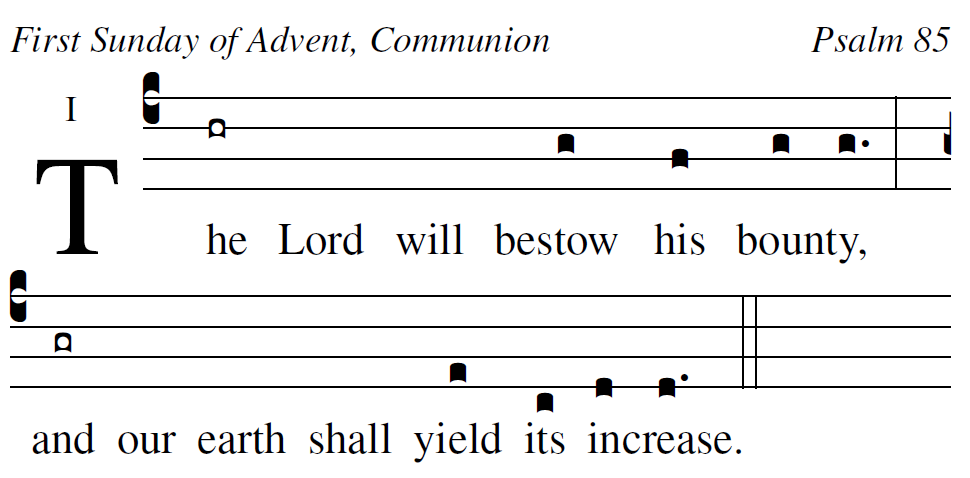 First Sunday of Advent, Communion Psalm 85
I
The Lord will bestow his bounty,
and our earth shall yield its increase.